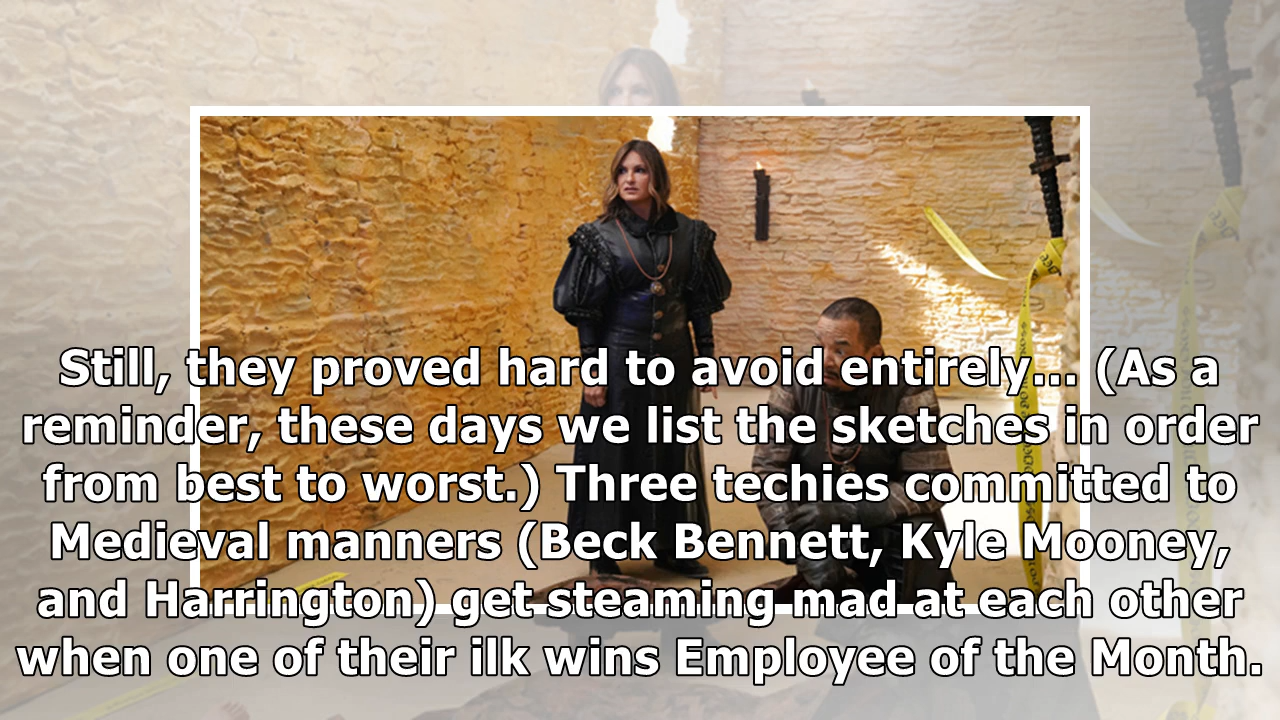 Still, they proved hard to avoid entirely... (As a
reminder, these days we list the sketches in order
from best to worst.) Three techies committed to
Medieval manners (Beck Bennett, Kyle Mooney,
and Harrington) get steaming mad at each other
when one of their ilk wins Employee of the Month.